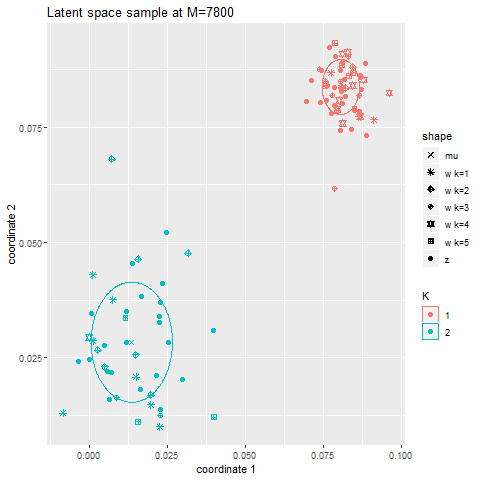 Latent space sample at M=7800
coordinate 2
0.075
0.050
0.025
0.000
0.025
0.050
0.075
0.100
coordinate 1
shape
mu
w k=1
w k=2
w k=3
w k=4
w k=5
z
K
1
2